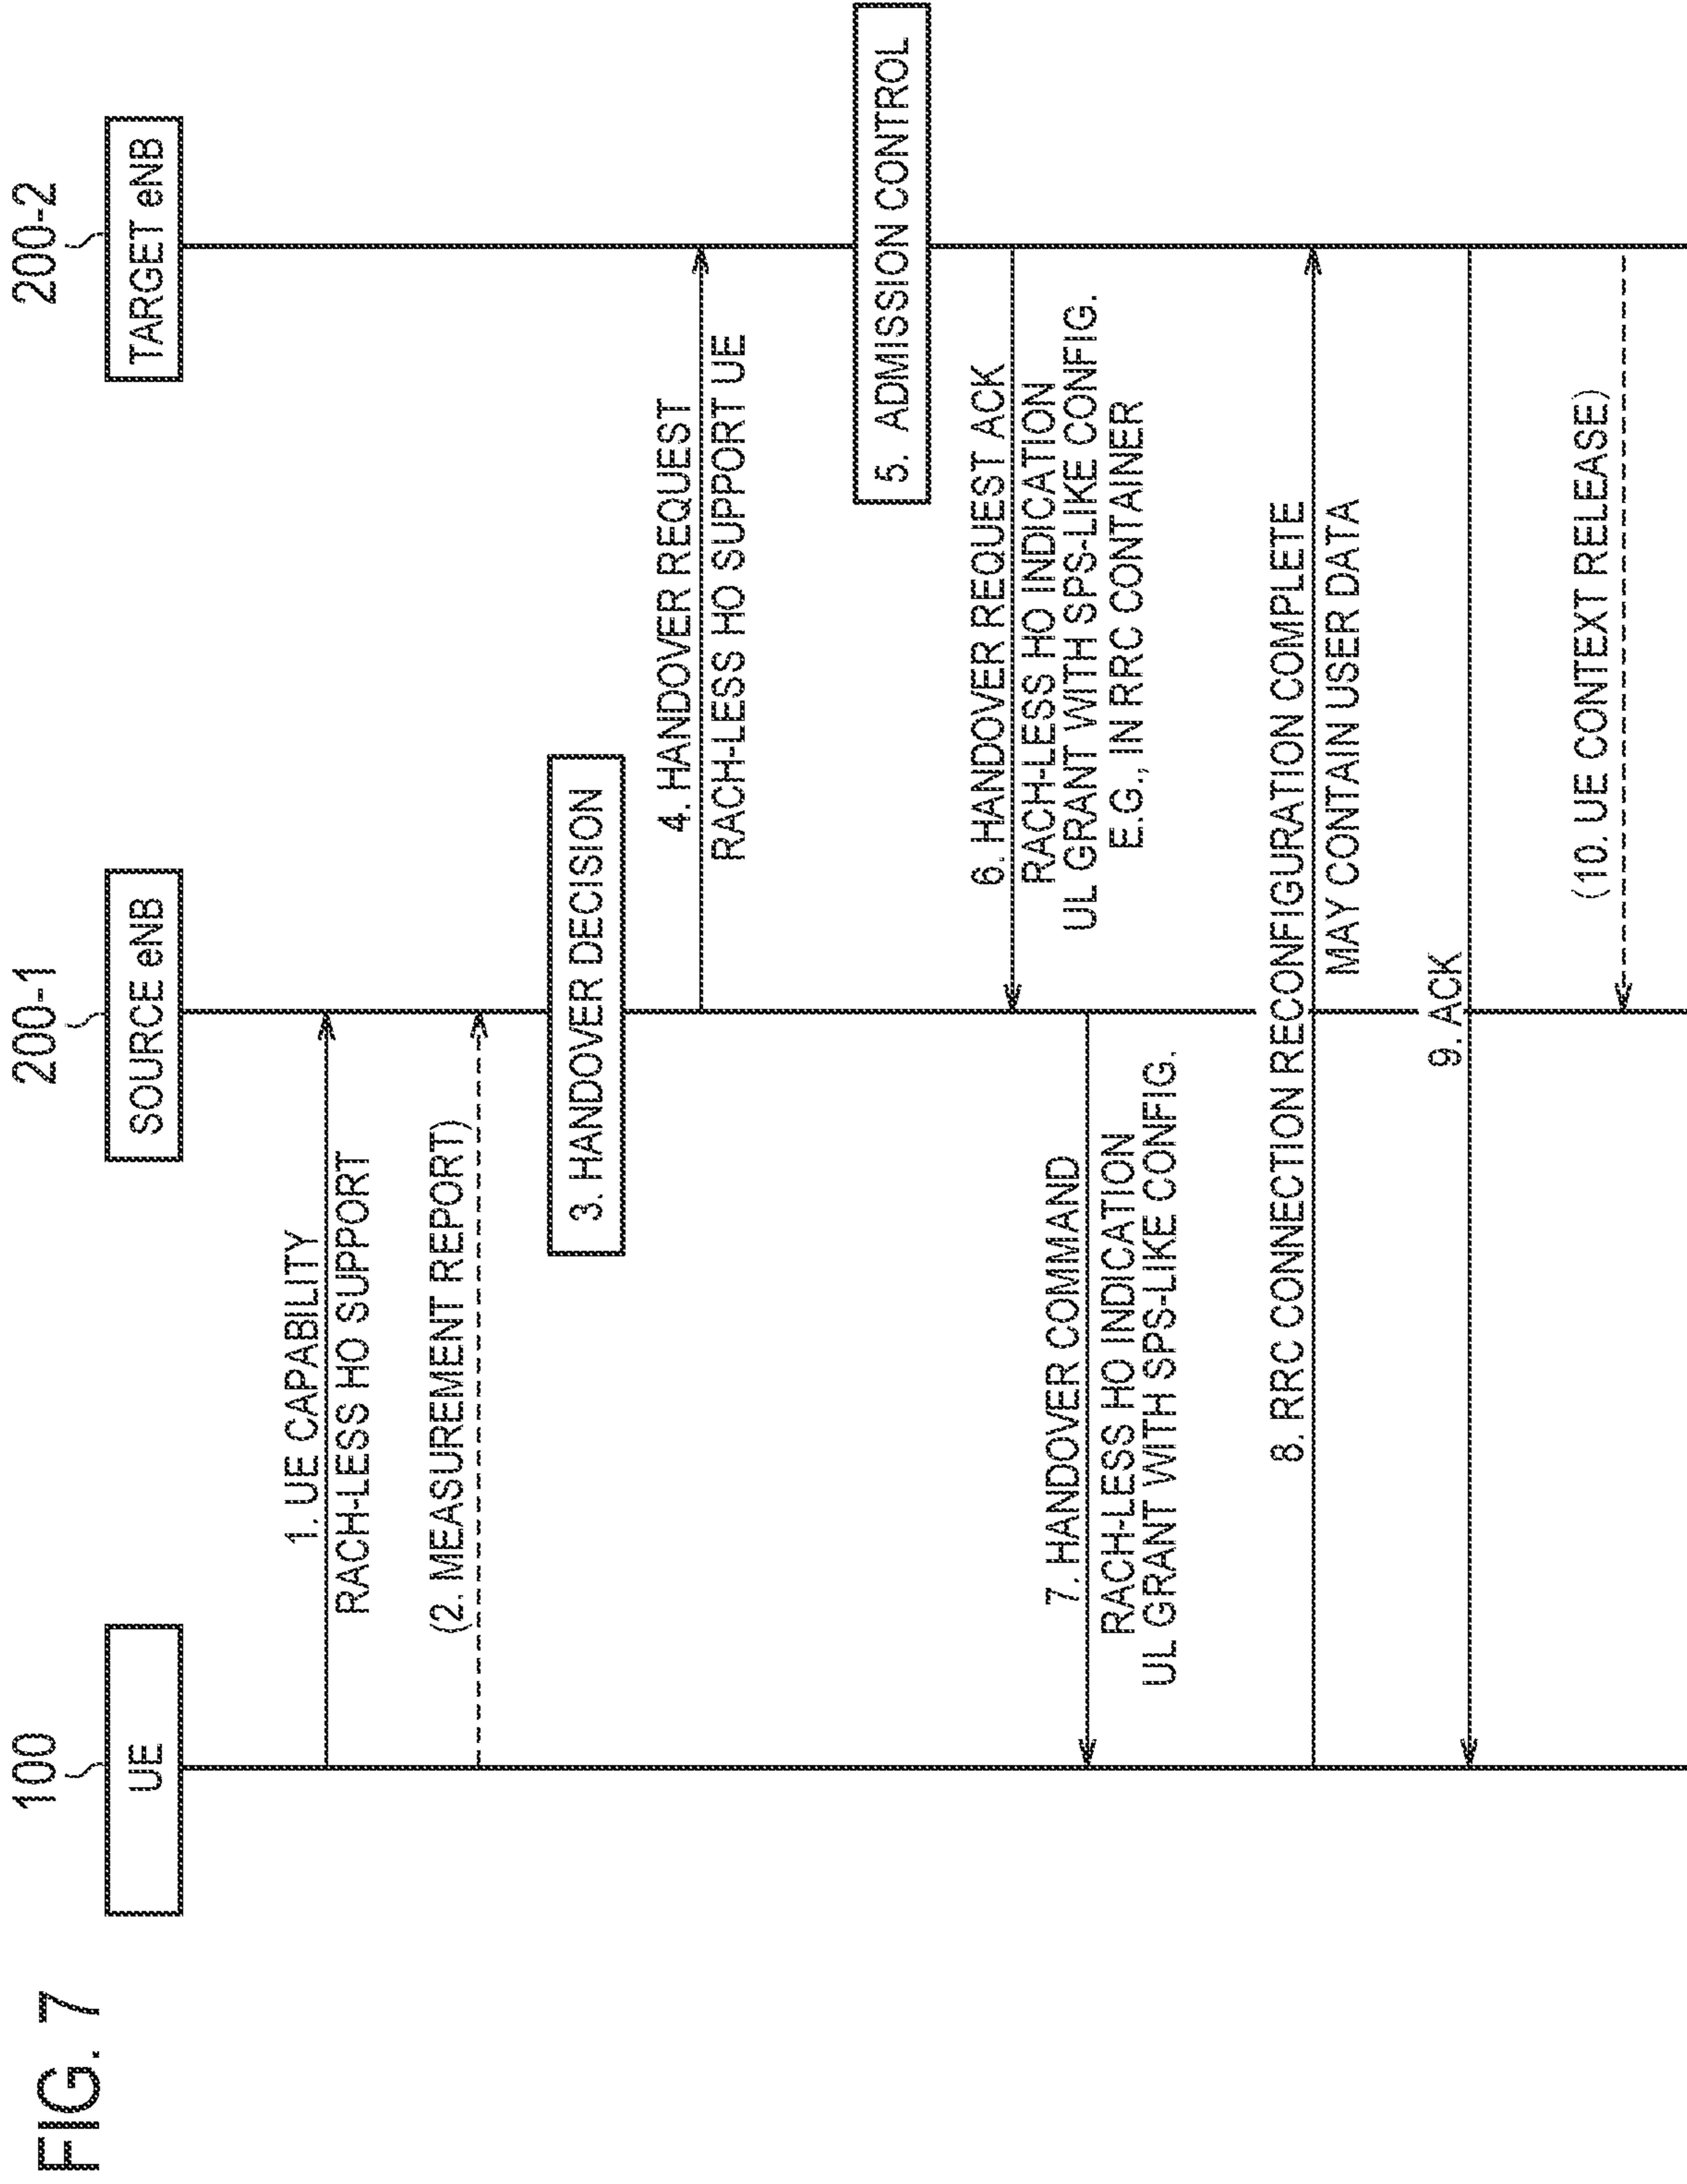 FIG. 7
100
200-1
200-2
UE
SOURCE eNB
TARGET eNB
1. UE CAPABILITY
RACH-LESS HO SUPPORT
(2. MEASUREMENT REPORT)
3. HANDOVER DECISION
4. HANDOVER REQUEST
RACH-LESS HO SUPPORT UE
5. ADMISSION CONTROL
6. HANDOVER REQUEST ACK
RACH-LESS HO INDICATION
UL GRANT WITH SPS-LIKE CONFIG.
E.G., IN RRC CONTAINER
7. HANDOVER COMMAND
RACH-LESS HO INDICATION
UL GRANT WITH SPS-LIKE CONFIG.
8. RRC CONNECTION RECONFIGURATION COMPLETE
MAY CONTAIN USER DATA
9. ACK
(10. UE CONTEXT RELEASE)